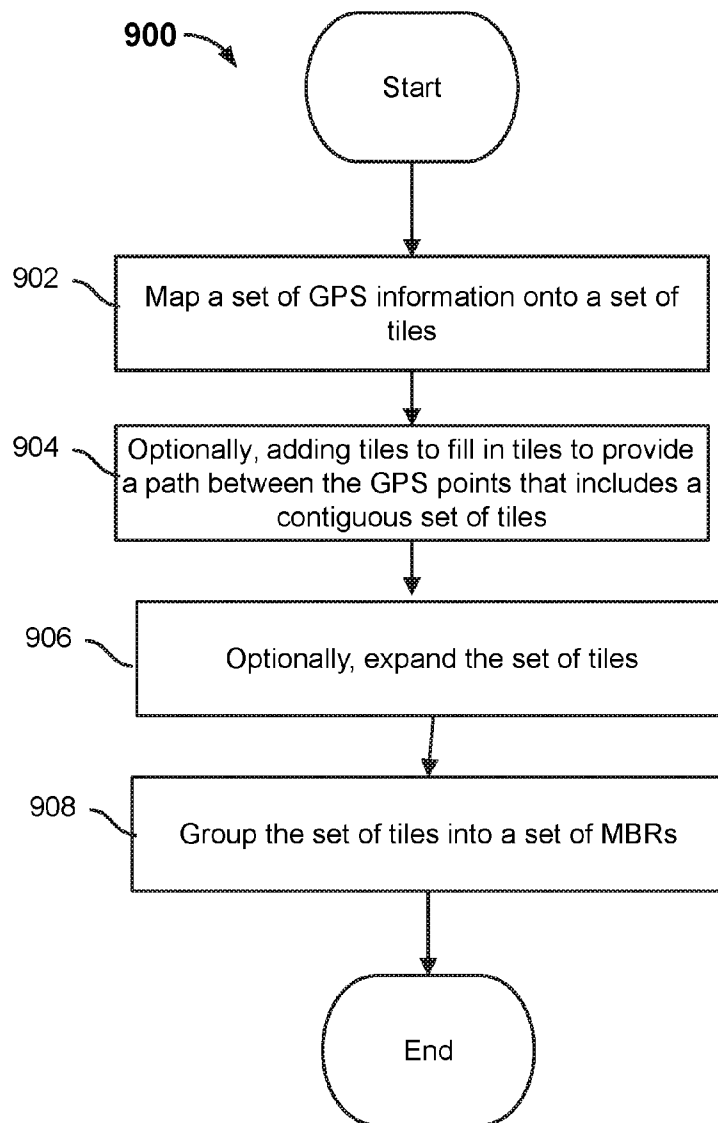 900
Start
902
Map a set of GPS information onto a set of
tiles
904
Optionally, adding tiles to fill in tiles to provide
a path between the GPS points that includes a
contiguous set of tiles
906
Optionally, expand the set of tiles
908
Group the set of tiles into a set of MBRs
End